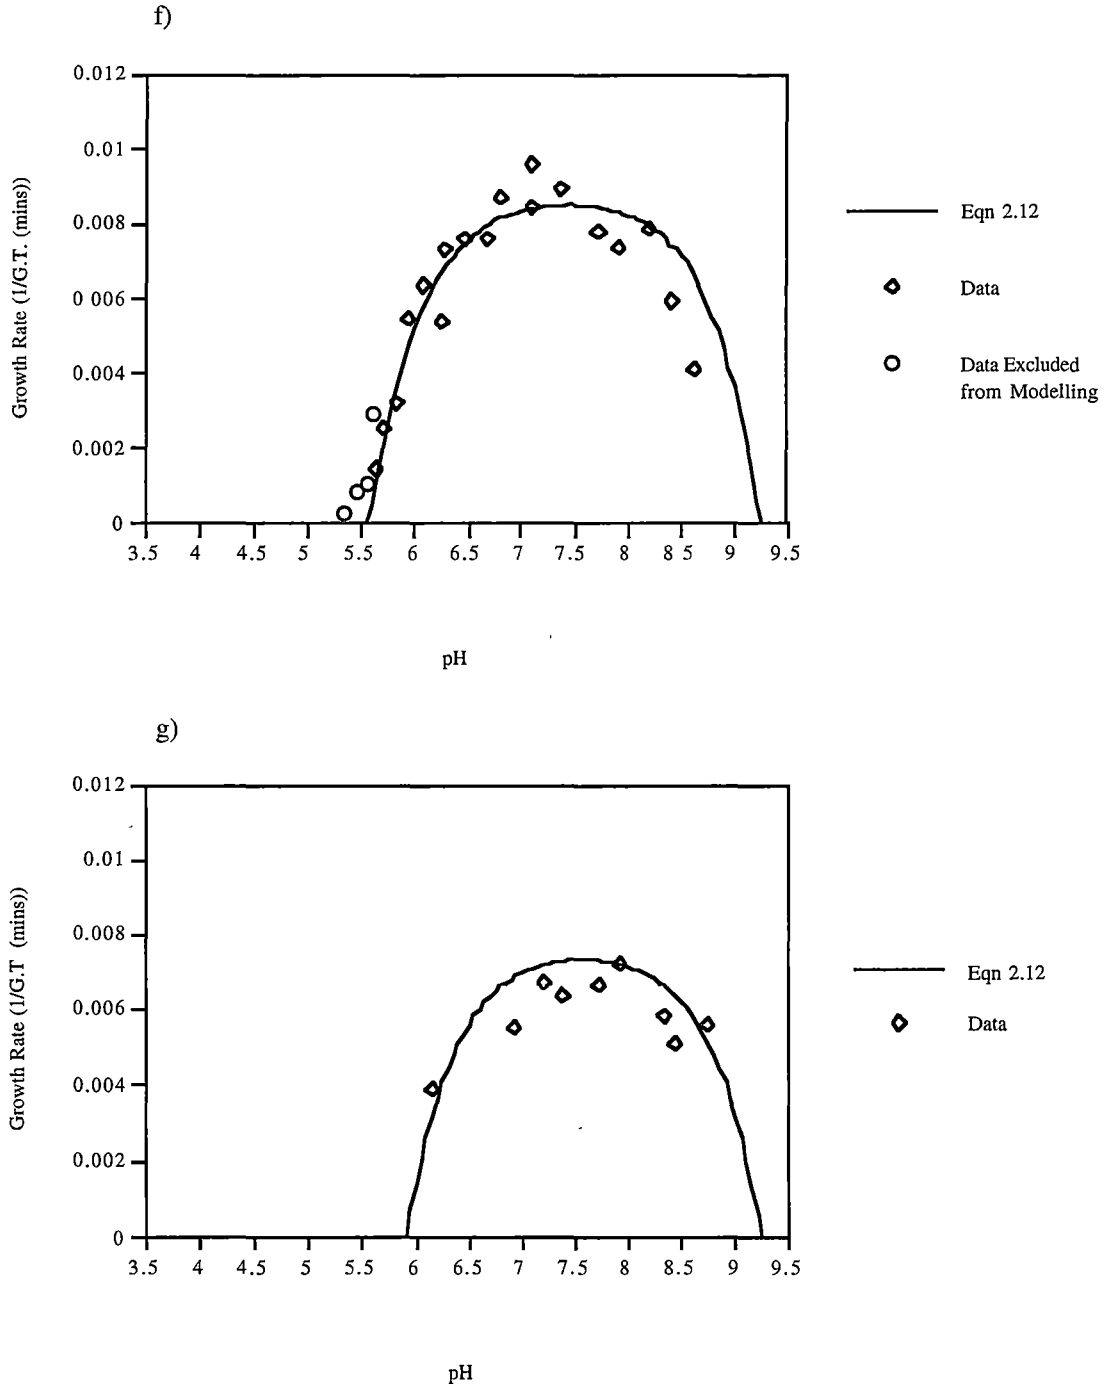 f)
0.012
0.01
0.008
0 006
0.004
0.002
0
3.5 4 4.5 5 5.5 6 6.5 7 7.5 8 8 5 9 9.5
Growth Rate (1/G.T. (mins))
pH
Eqn 2.12
Data
Data Excluded
from Modelling
g)
0.012
0.01
0.008
0.006
0.004
0.002
0
3.5 4 4.5 5 5.5 6 6.5 7 7.5 8 8.5 9 9.5
Growth Rate (1/G.T (mins))
pH
Eqn 2.12
Data